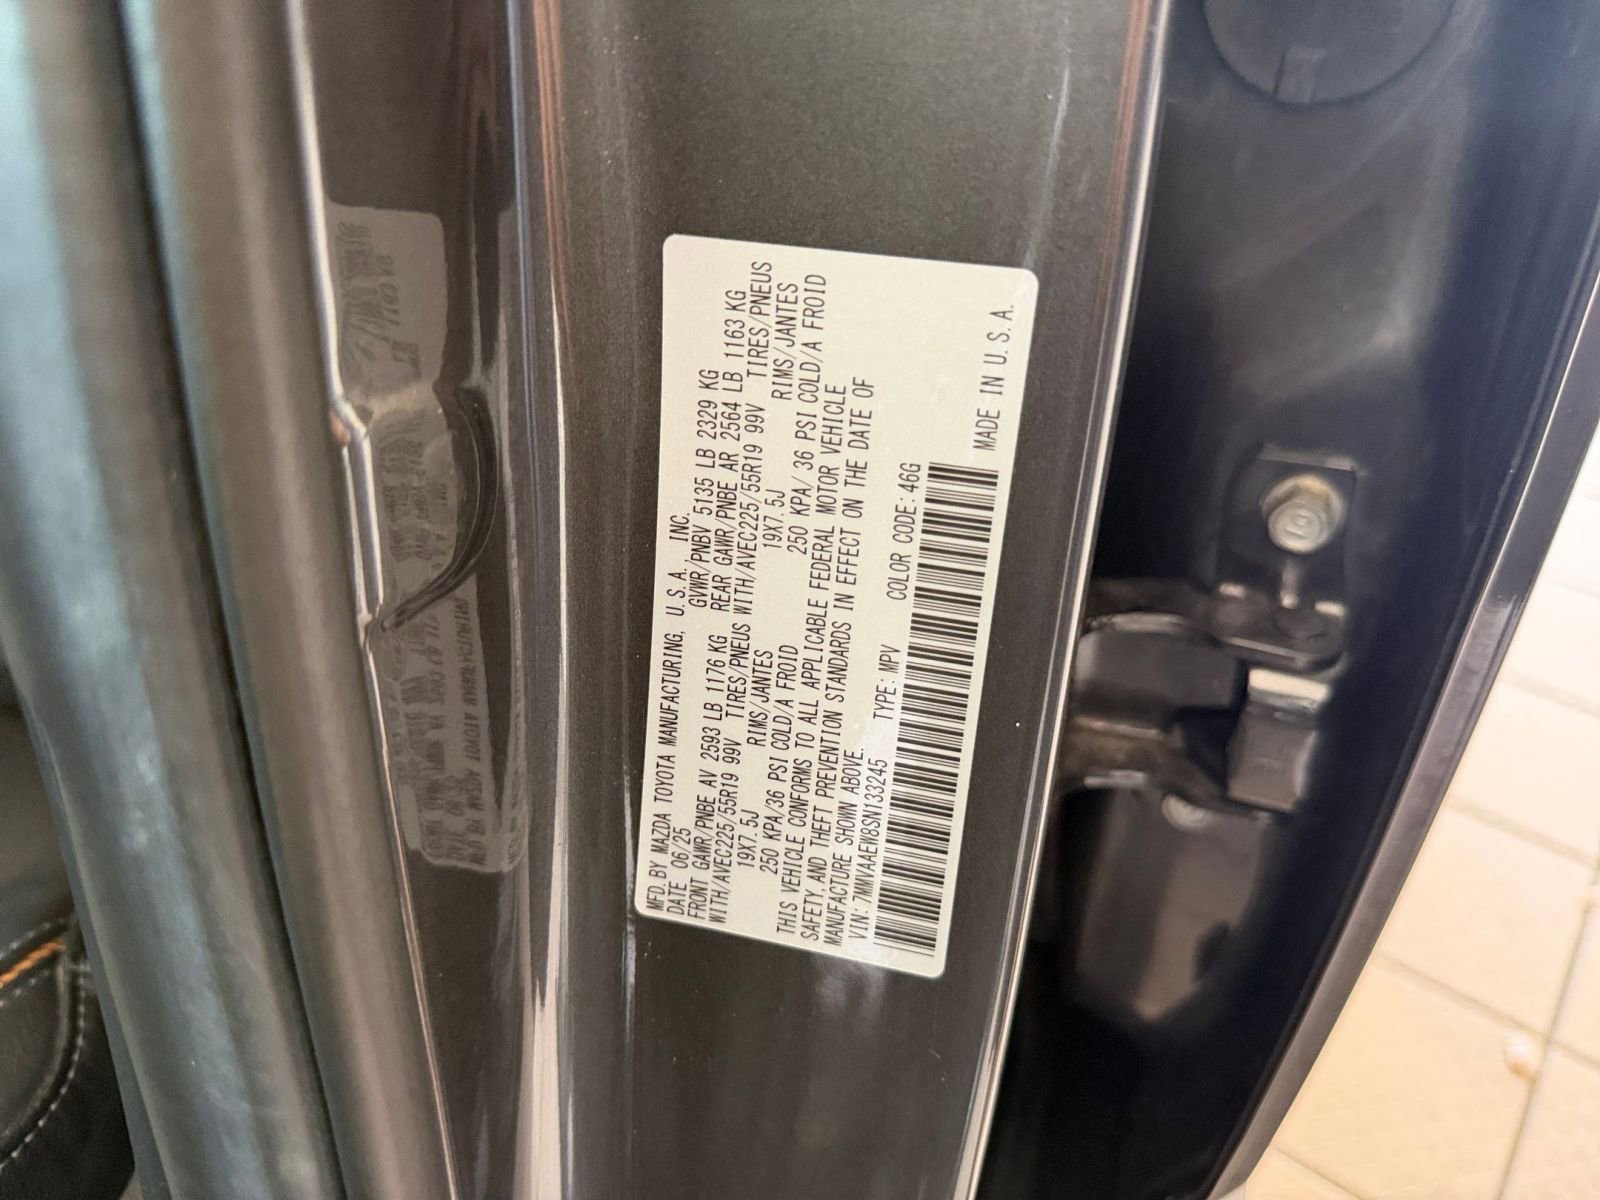 MFD. BY MAZDA TOYOTA MANUFACTURING, U.S.A., INC.
DATE 06/25 GVWR/PNBV 5135 LB 2329 KG
FRONT GAWR/PNBE AV 2593 LB 1176 KG REAR GAWR/PNBE AR 2564 LB 1163 KG
WITH/AVEC225/55R19 99V TIRES/PNEUS WITH/AVEC225/55R19 99V TIRES/PNEUS
19X7.5J RIMS/JANTES 19X7.5J RIMS/JANTES
250 KPA/36 PSI COLD/A FROID 250 KPA/ 36 PSI COLD/A FROID
THIS VEHICLE CONFORMS TO ALL APPLICABLE FEDERAL MOTOR VEHICLE
SAFETY, AND THEFT PREVENTION STANDARDS IN EFFECT ON THE DATE OF
MANUFACTURE SHOWN ABOVE.
VIN: 7MMVAAEW8SN133245 TYPE: MPV COLOR CODE: 46G
MADE IN U.S.A.